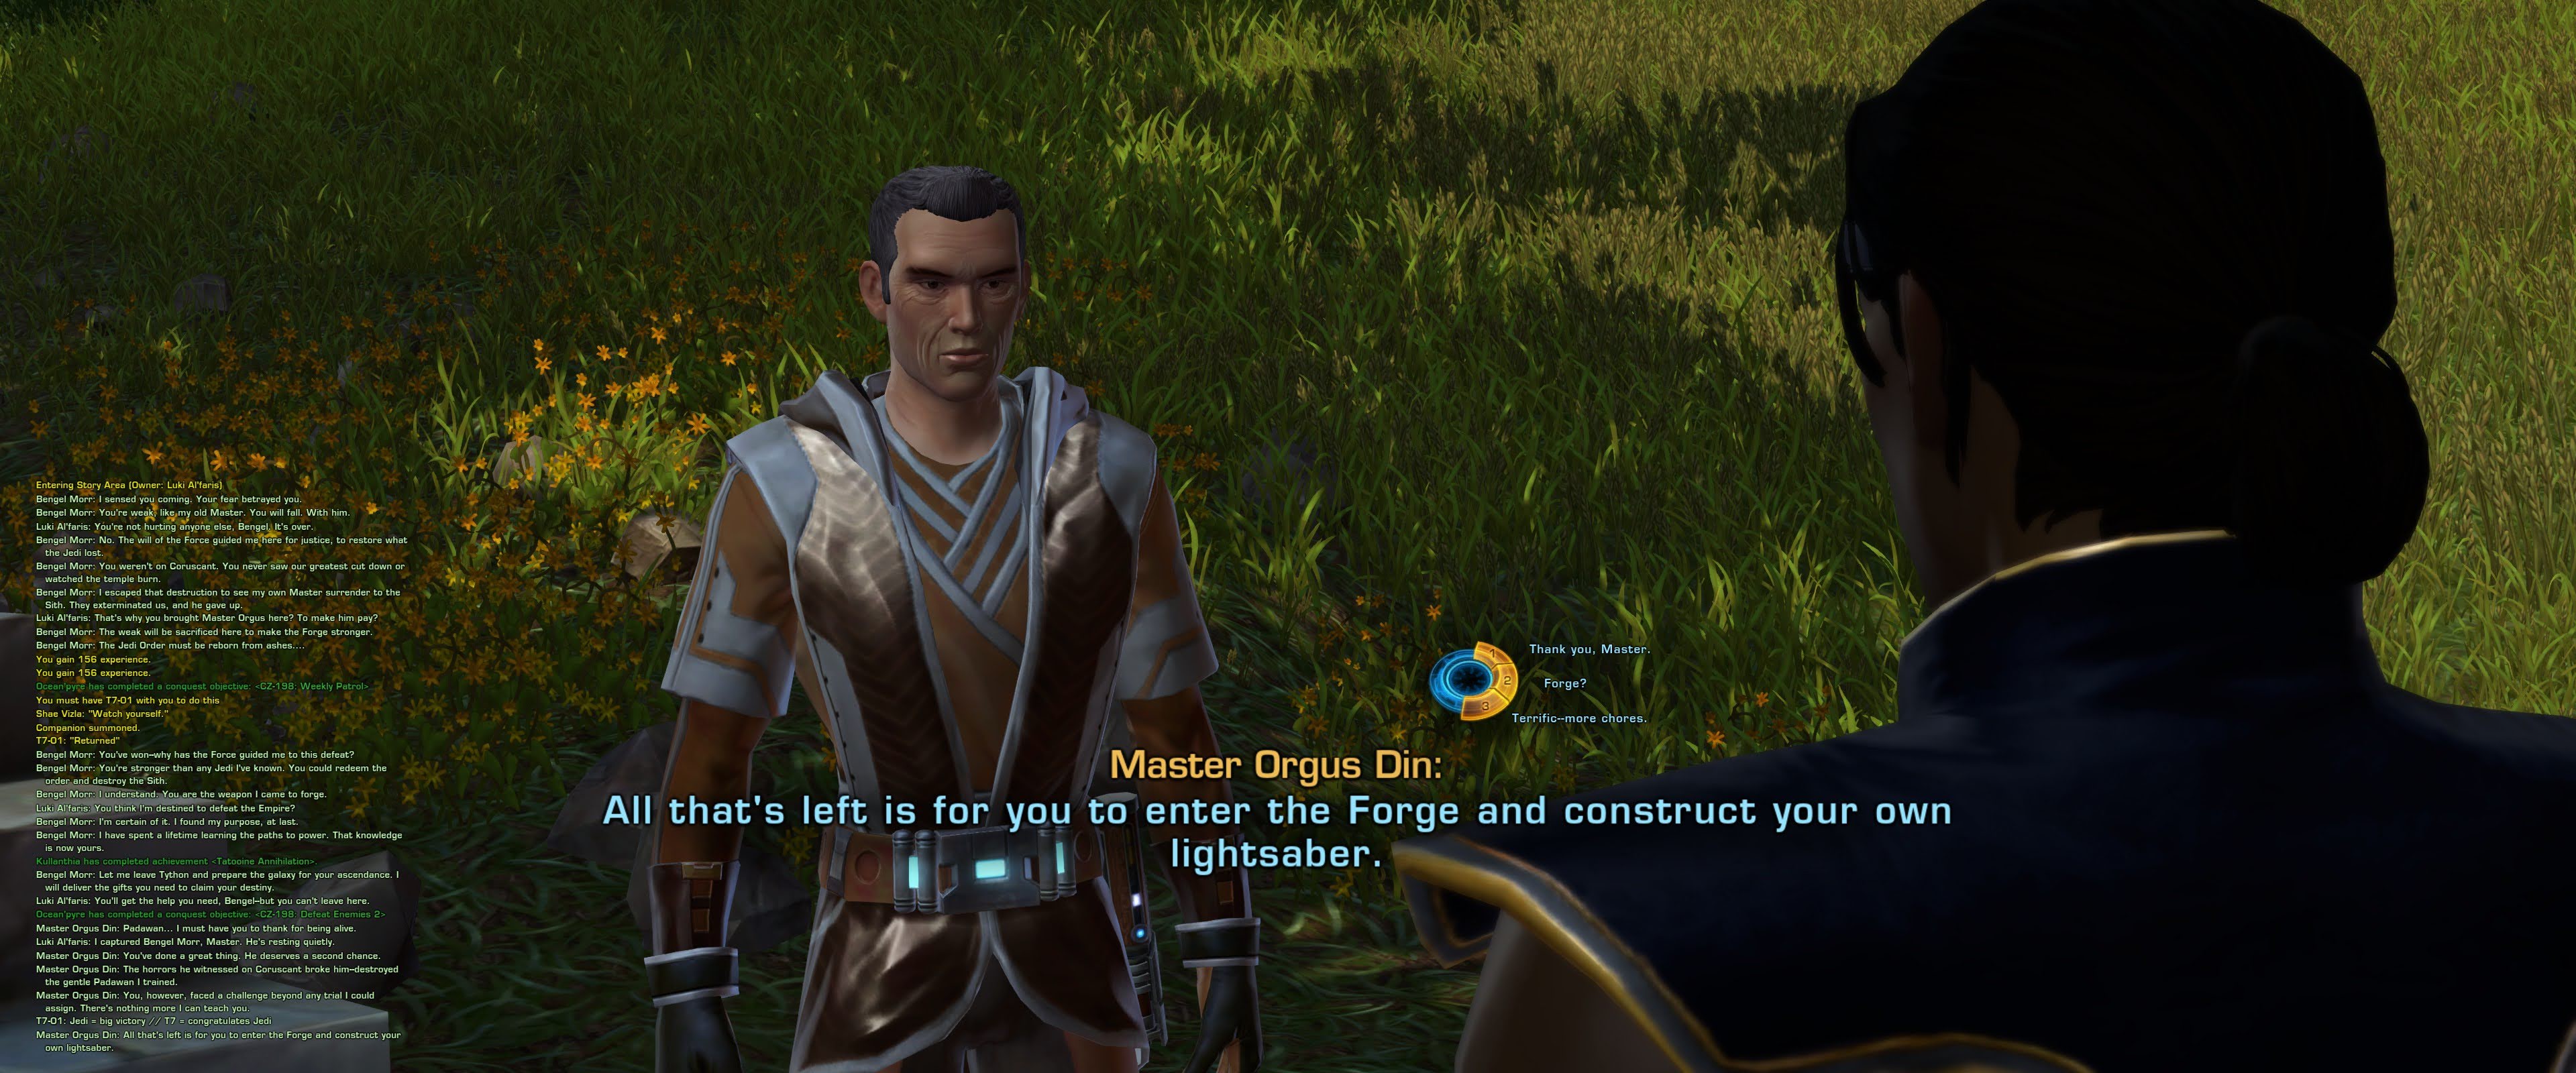 Entering Story Area (Owner: Luki Al'faris)
Bengel Morr: I sensed you coming. Your fear betrayed you.
Bengel Morr: You're weak, like my old Master. You will fall. With him.
Luki Al'faris: You're not hurting anyone else, Bengel. It's over.
Bengel Morr: No. The will of the Force guided me here for justice, to restore what
the Jedi lost.
Bengel Morr: You weren't on Coruscant. You never saw our greatest cut down or
watched the temple burn.
Bengel Morr: I escaped that destruction to see my own Master surrender to the
Sith. They exterminated us, and he gave up.
Luki Al'faris: That's why you brought Master Orgus here? To make him pay?
Bengel Morr: The weak will be sacrificed here to make the Forge stronger.
Bengel Morr: The Jedi Order must be reborn from ashes....
You gain 156 experience.
You gain 156 experience.
Ocean'pyre has completed a conquest objective: <CZ-198: Weekly Patrol>
You must have T7-01 with you to do this
Shae Vizla: "Watch yourself."
Companion summoned.
T7-01: "Returned"
Bengel Morr: You've won—why has the Force guided me to this defeat?
Bengel Morr: You're stronger than any Jedi I've known. You could redeem the
order and destroy the Sith.
Bengel Morr: I understand. You are the weapon I came to forge.
Luki Al'faris: You think I'm destined to defeat the Empire?
Bengel Morr: I'm certain of it. I found my purpose, at last.
Bengel Morr: I have spent a lifetime learning the paths to power. That knowledge
is now yours.
Kullanthia has completed achievement <Tatooine Annihilation>.
Bengel Morr: Let me leave Tython and prepare the galaxy for your ascendance. I
will deliver the gifts you need to claim your destiny.
Luki Al'faris: You'll get the help you need, Bengel—but you can't leave here.
Ocean'pyre has completed a conquest objective: <CZ-198: Defeat Enemies 2>
Master Orgus Din: Padawan... I must have you to thank for being alive.
Luki Al'faris: I captured Bengel Morr, Master. He's resting quietly.
Master Orgus Din: You've done a great thing. He deserves a second chance.
Master Orgus Din: The horrors he witnessed on Coruscant broke him—destroyed
the gentle Padawan I trained.
Master Orgus Din: You, however, faced a challenge beyond any trial I could
assign. There's nothing more I can teach you.
T7-01: Jedi = big victory // T7 = congratulates Jedi
Master Orgus Din: All that's left is for you to enter the Forge and construct your
own lightsaber.
1 Thank you, Master.
2 Forge?
3 Terrific--more chores.
Master Orgus Din:
All that's left is for you to enter the Forge and construct your own
lightsaber.